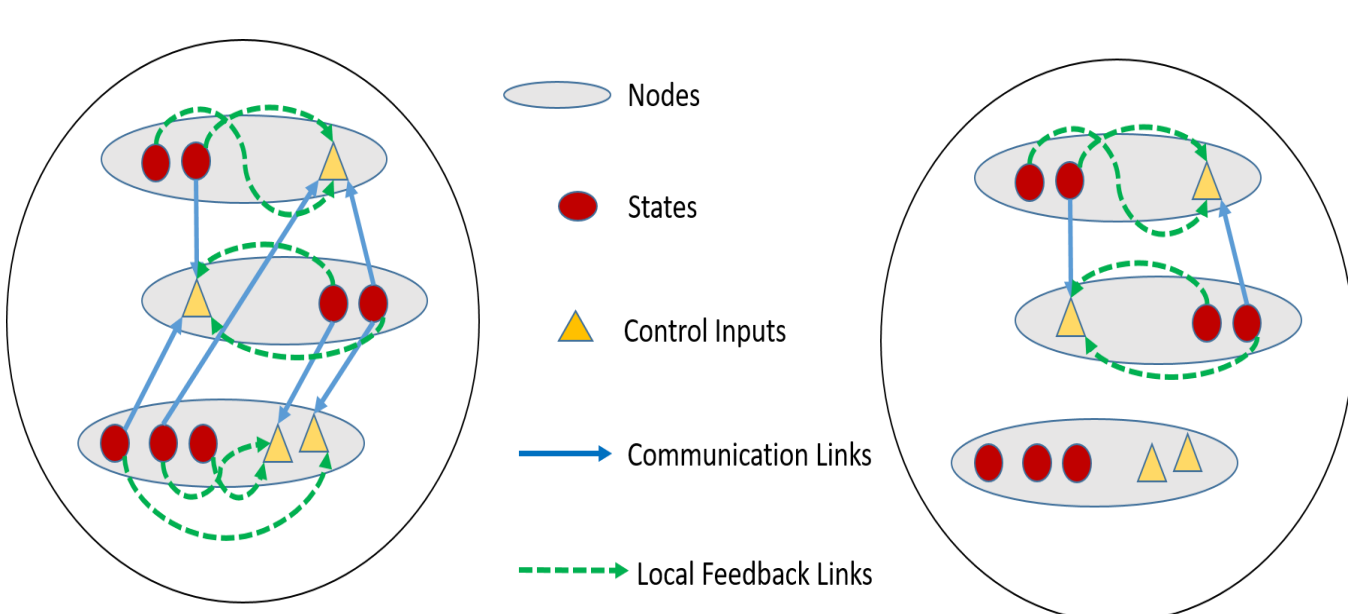 Nodes
States
Control Inputs
Communication Links
Local Feedback Links